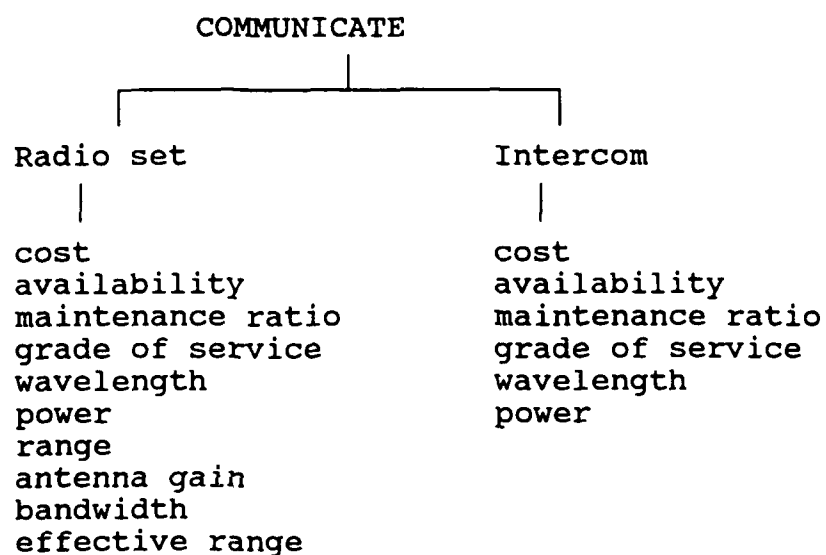 COMMUNICATE
Radio set
Intercom
cost
availability
maintenance ratio
grade of service
wavelength
power
range
antenna gain
bandwidth
effective range
cost
availability
maintenance ratio
grade of service
wavelength
power